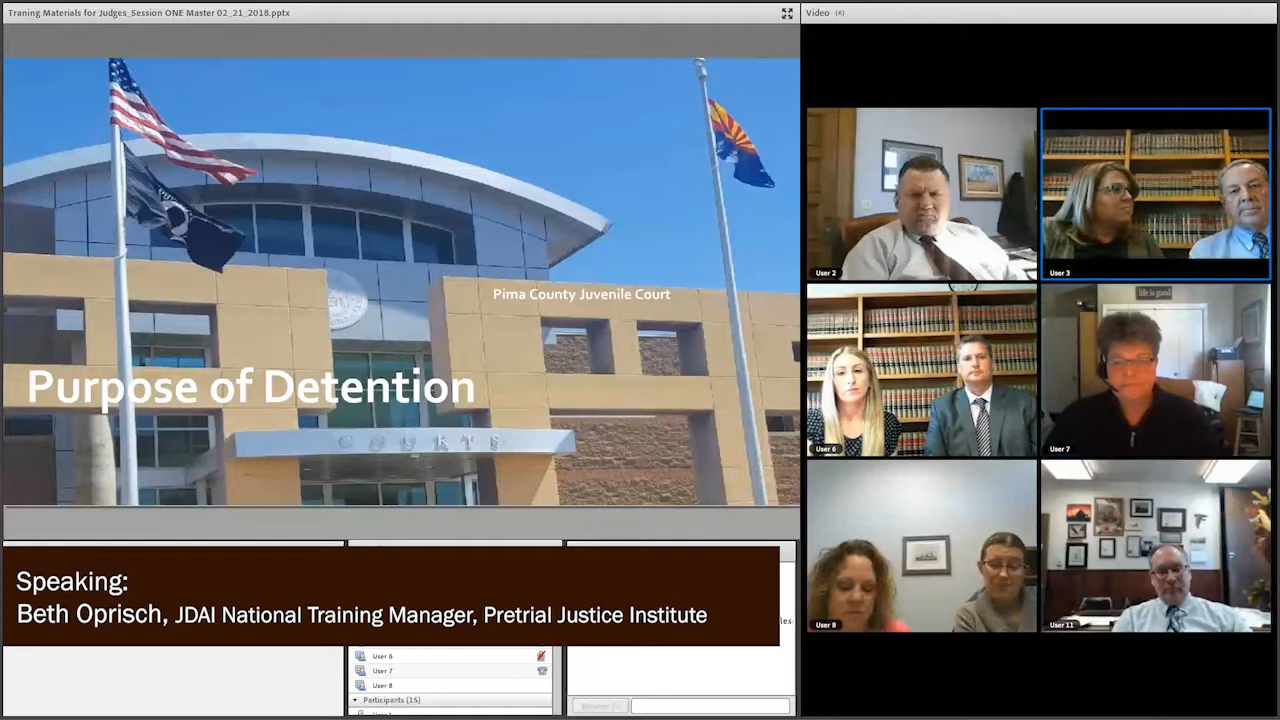 Traning Materials for Judges_Session ONE Master 02_21_2018.pptx
Pima County Juvenile Court
Purpose of Detention
COURTS
Speaking:
Beth Oprisch, JDAI National Training Manager, Pretrial Justice Institute
User 6
User 7
User 8
Participants (15)
Video (6)
User 2
User 3
User 6
life is good
User 7
User 8
User 11